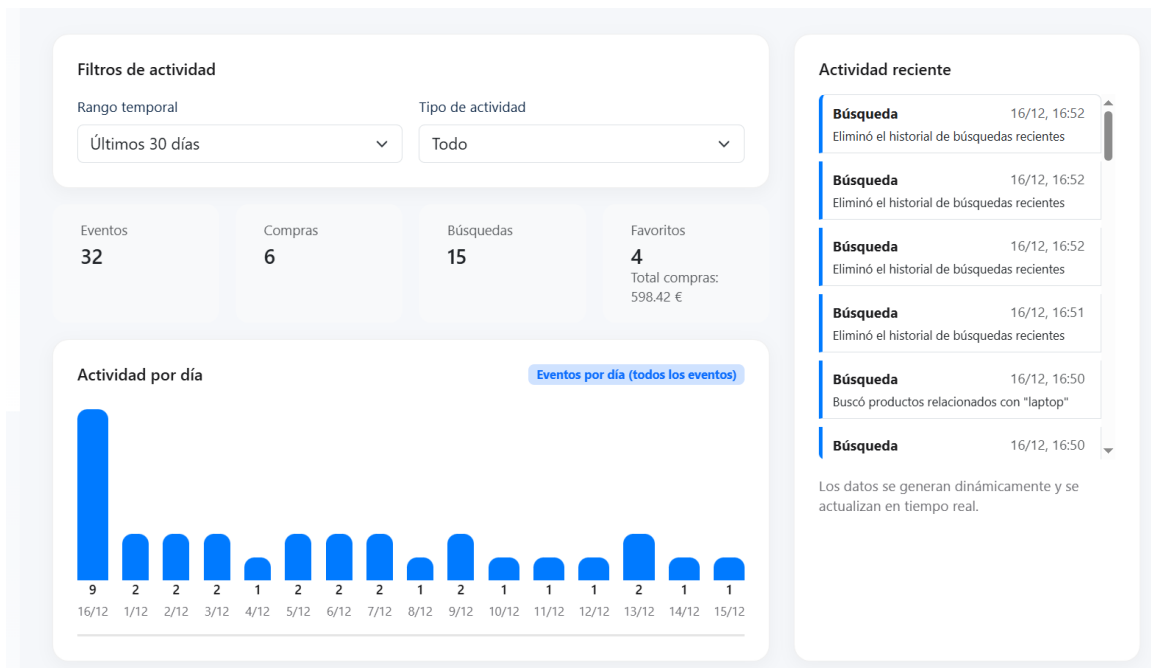 Filtros de actividad
Rango temporal
Últimos 30 días
Tipo de actividad
Todo
Eventos
32
Compras
6
Búsquedas
15
Favoritos
4
Total compras:
598.42 €
Actividad por día
Eventos por día (todos los eventos)
9 2 2 2 1 2 2 2 1 2 1 1 1 2 1 1
16/12 1/12 2/12 3/12 4/12 5/12 6/12 7/12 8/12 9/12 10/12 11/12 12/12 13/12 14/12 15/12
Actividad reciente
Búsqueda 16/12, 16:52
Eliminó el historial de búsquedas recientes
Búsqueda 16/12, 16:52
Eliminó el historial de búsquedas recientes
Búsqueda 16/12, 16:52
Eliminó el historial de búsquedas recientes
Búsqueda 16/12, 16:51
Eliminó el historial de búsquedas recientes
Búsqueda 16/12, 16:50
Buscó productos relacionados con "laptop"
Búsqueda 16/12, 16:50
Los datos se generan dinámicamente y se
actualizan en tiempo real.